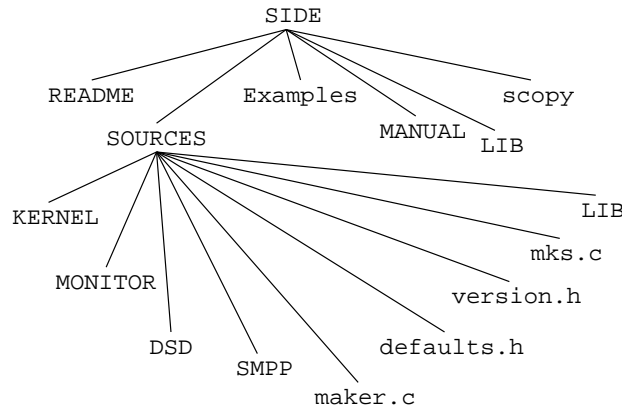 SIDE
README
Examples
scopy
MANUAL
SOURCES
LIB
KERNEL
LIB
mks.c
MONITOR
version.h
DSD
defaults.h
SMPP
maker.c